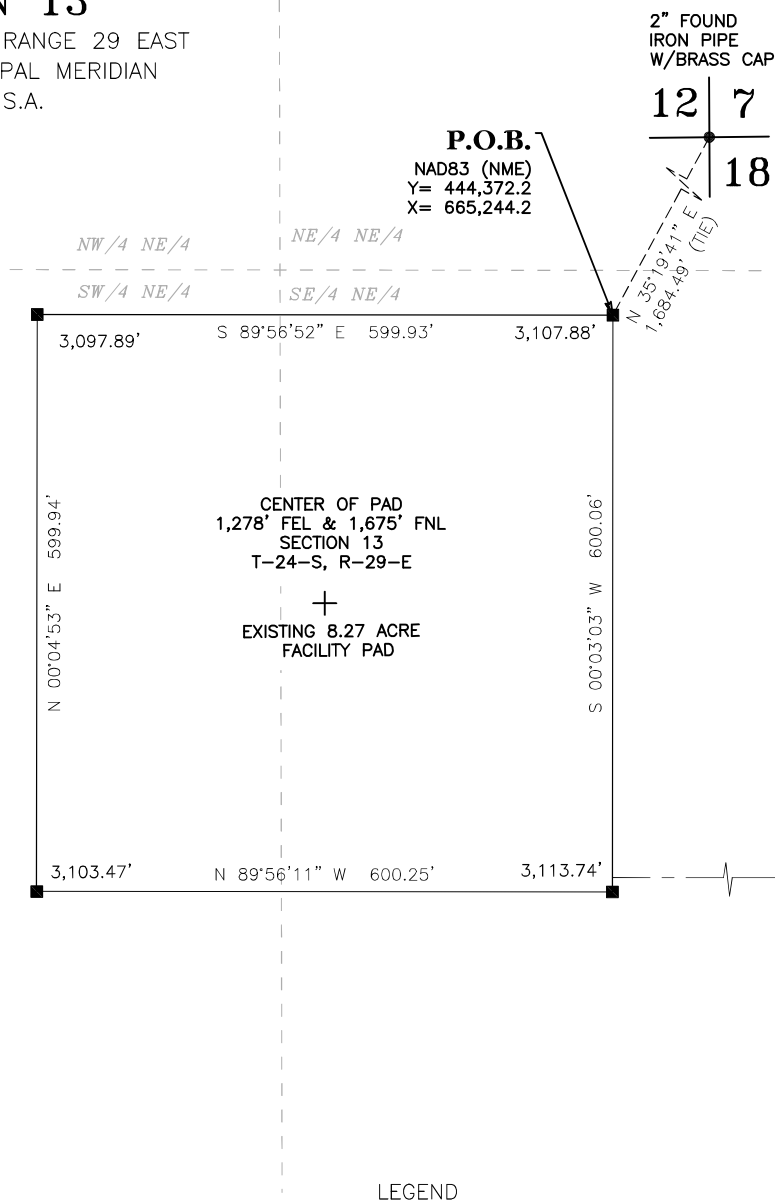 N 13
RANGE 29 EAST
PAL MERIDIAN
S.A.
2” FOUND
IRON PIPE
W/BRASS CAP
12 7
18
P.O.B.
NAD83 (NME)
Y= 444,372.2
X= 665,244.2
N 35°19'41” E
1,684.49' (TIE)
NW/4 NE/4
NE/4 NE/4
SW/4 NE/4
SE/4 NE/4
3,097.89'
S 89°56'52” E 599.93'
3,107.88'
N 00°04'53” E 599.94'
CENTER OF PAD
1,278' FEL & 1,675' FNL
SECTION 13
T-24-S, R-29-E
EXISTING 8.27 ACRE
FACILITY PAD
S 00°03'03” W 600.06'
3,103.47'
N 89°56'11” W 600.25'
3,113.74'
LEGEND